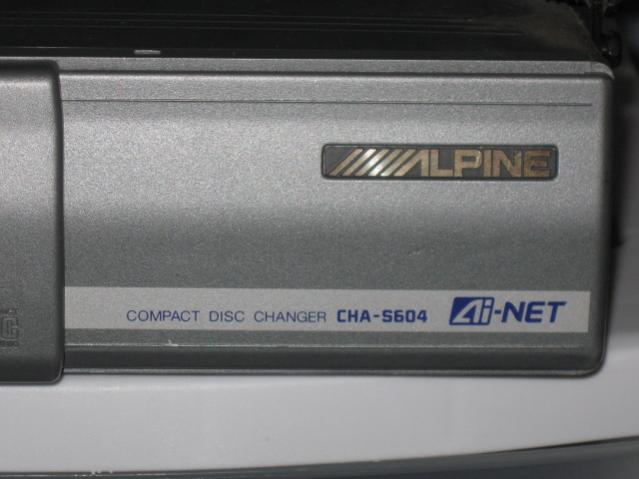 ALPINE
COMPACT DISC CHANGER CHA-S604 Ai-NET